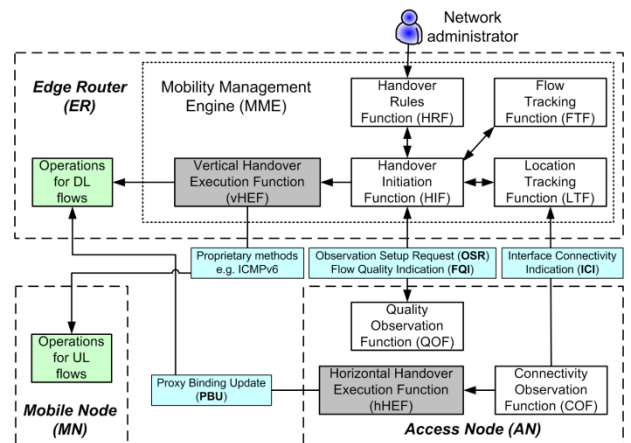 Network
administrator
Edge Router
(ER)
Mobility Management
Engine (MME)
Handover
Rules
Function (HRF)
Flow
Tracking
Function (FTF)
Operations
for DL
flows
Vertical Handover
Execution Function
(vHEF)
Handover
Initiation
Function (HIF)
Location
Tracking
Function (LTF)
Proprietary methods
e.g. ICMPv6
Observation Setup Request (OSR)
Flow Quality Indication (FQI)
Interface Connectivity
Indication (ICI)
Operations
for UL
flows
Quality
Observation
Function (QOF)
Proxy Binding Update
(PBU)
Horizontal Handover
Execution Function
(hHEF)
Connectivity
Observation
Function (COF)
Mobile Node
(MN)
Access Node (AN)